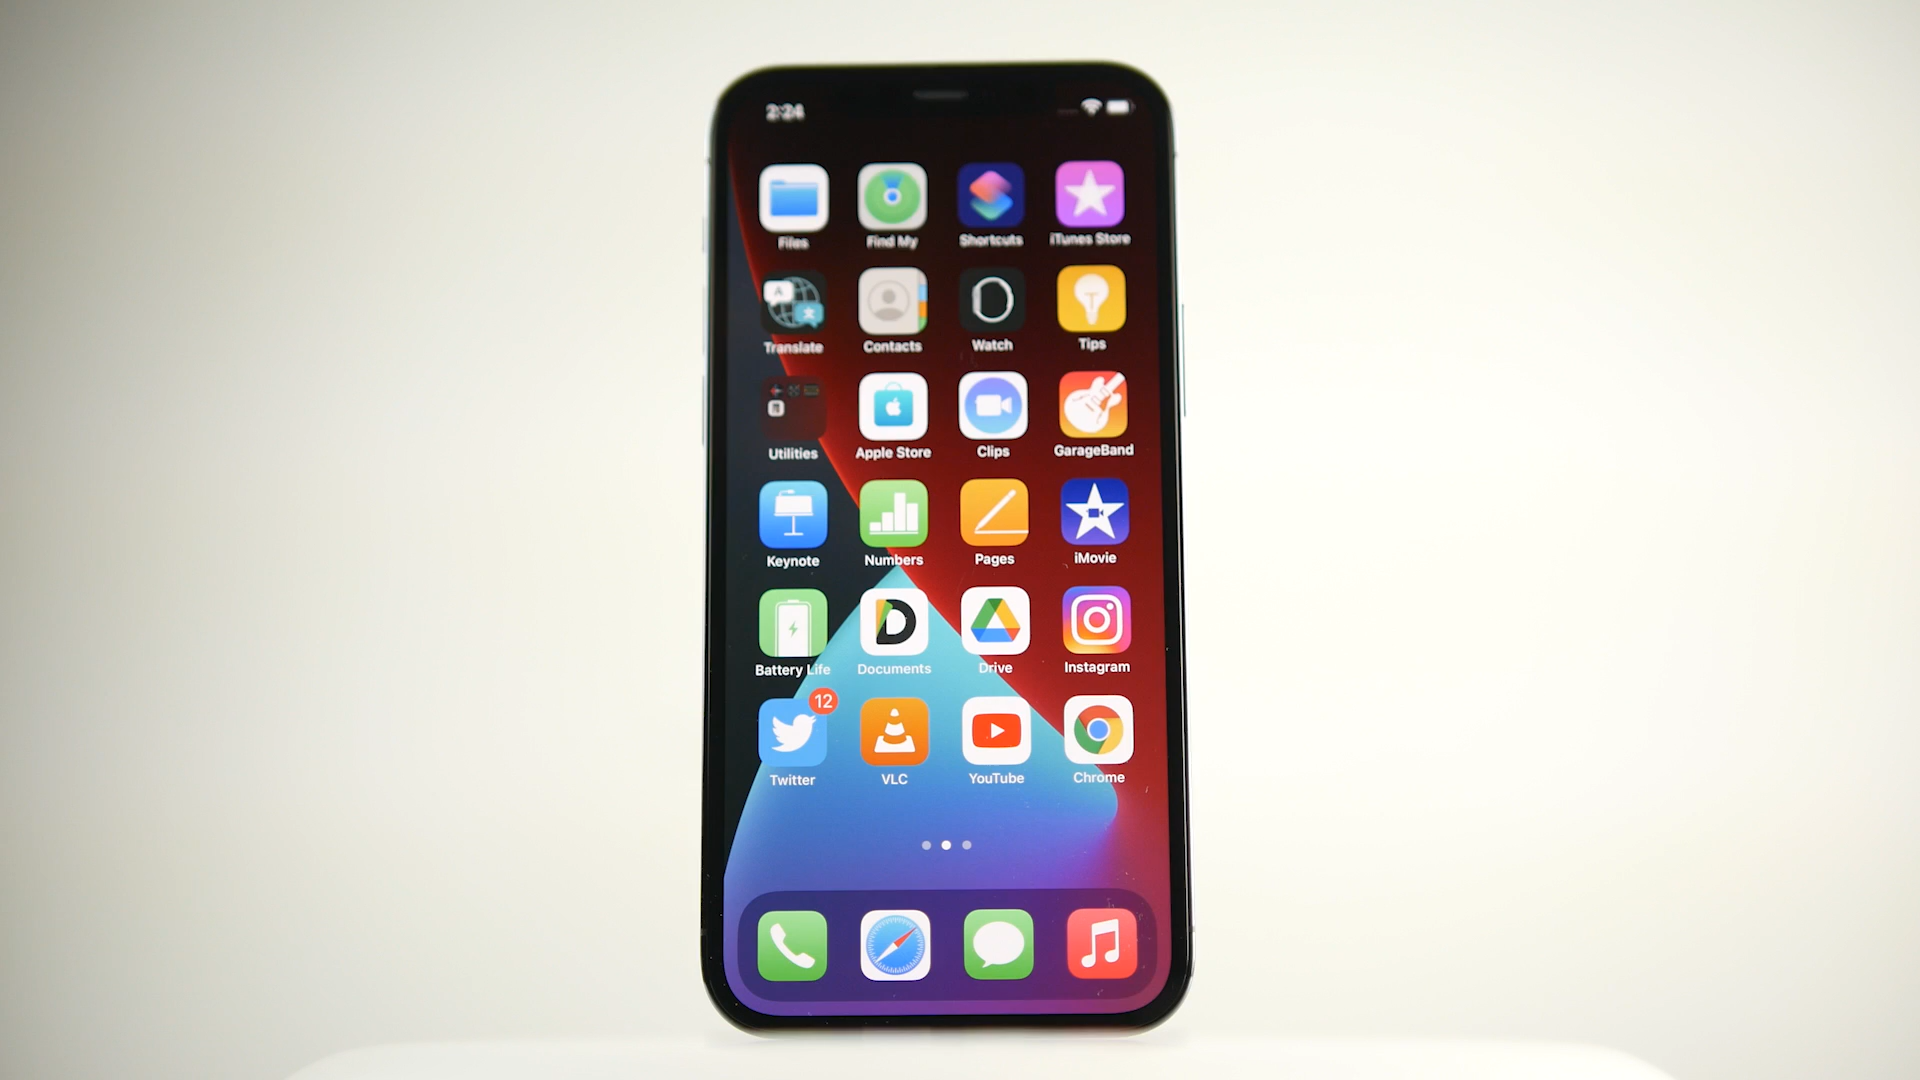 2:24
Files Find My Shortcuts iTunes Store
Translate Contacts Watch Tips
Utilities Apple Store Clips GarageBand
Keynote Numbers Pages iMovie
Battery Life Documents Drive Instagram
12
Twitter VLC YouTube Chrome